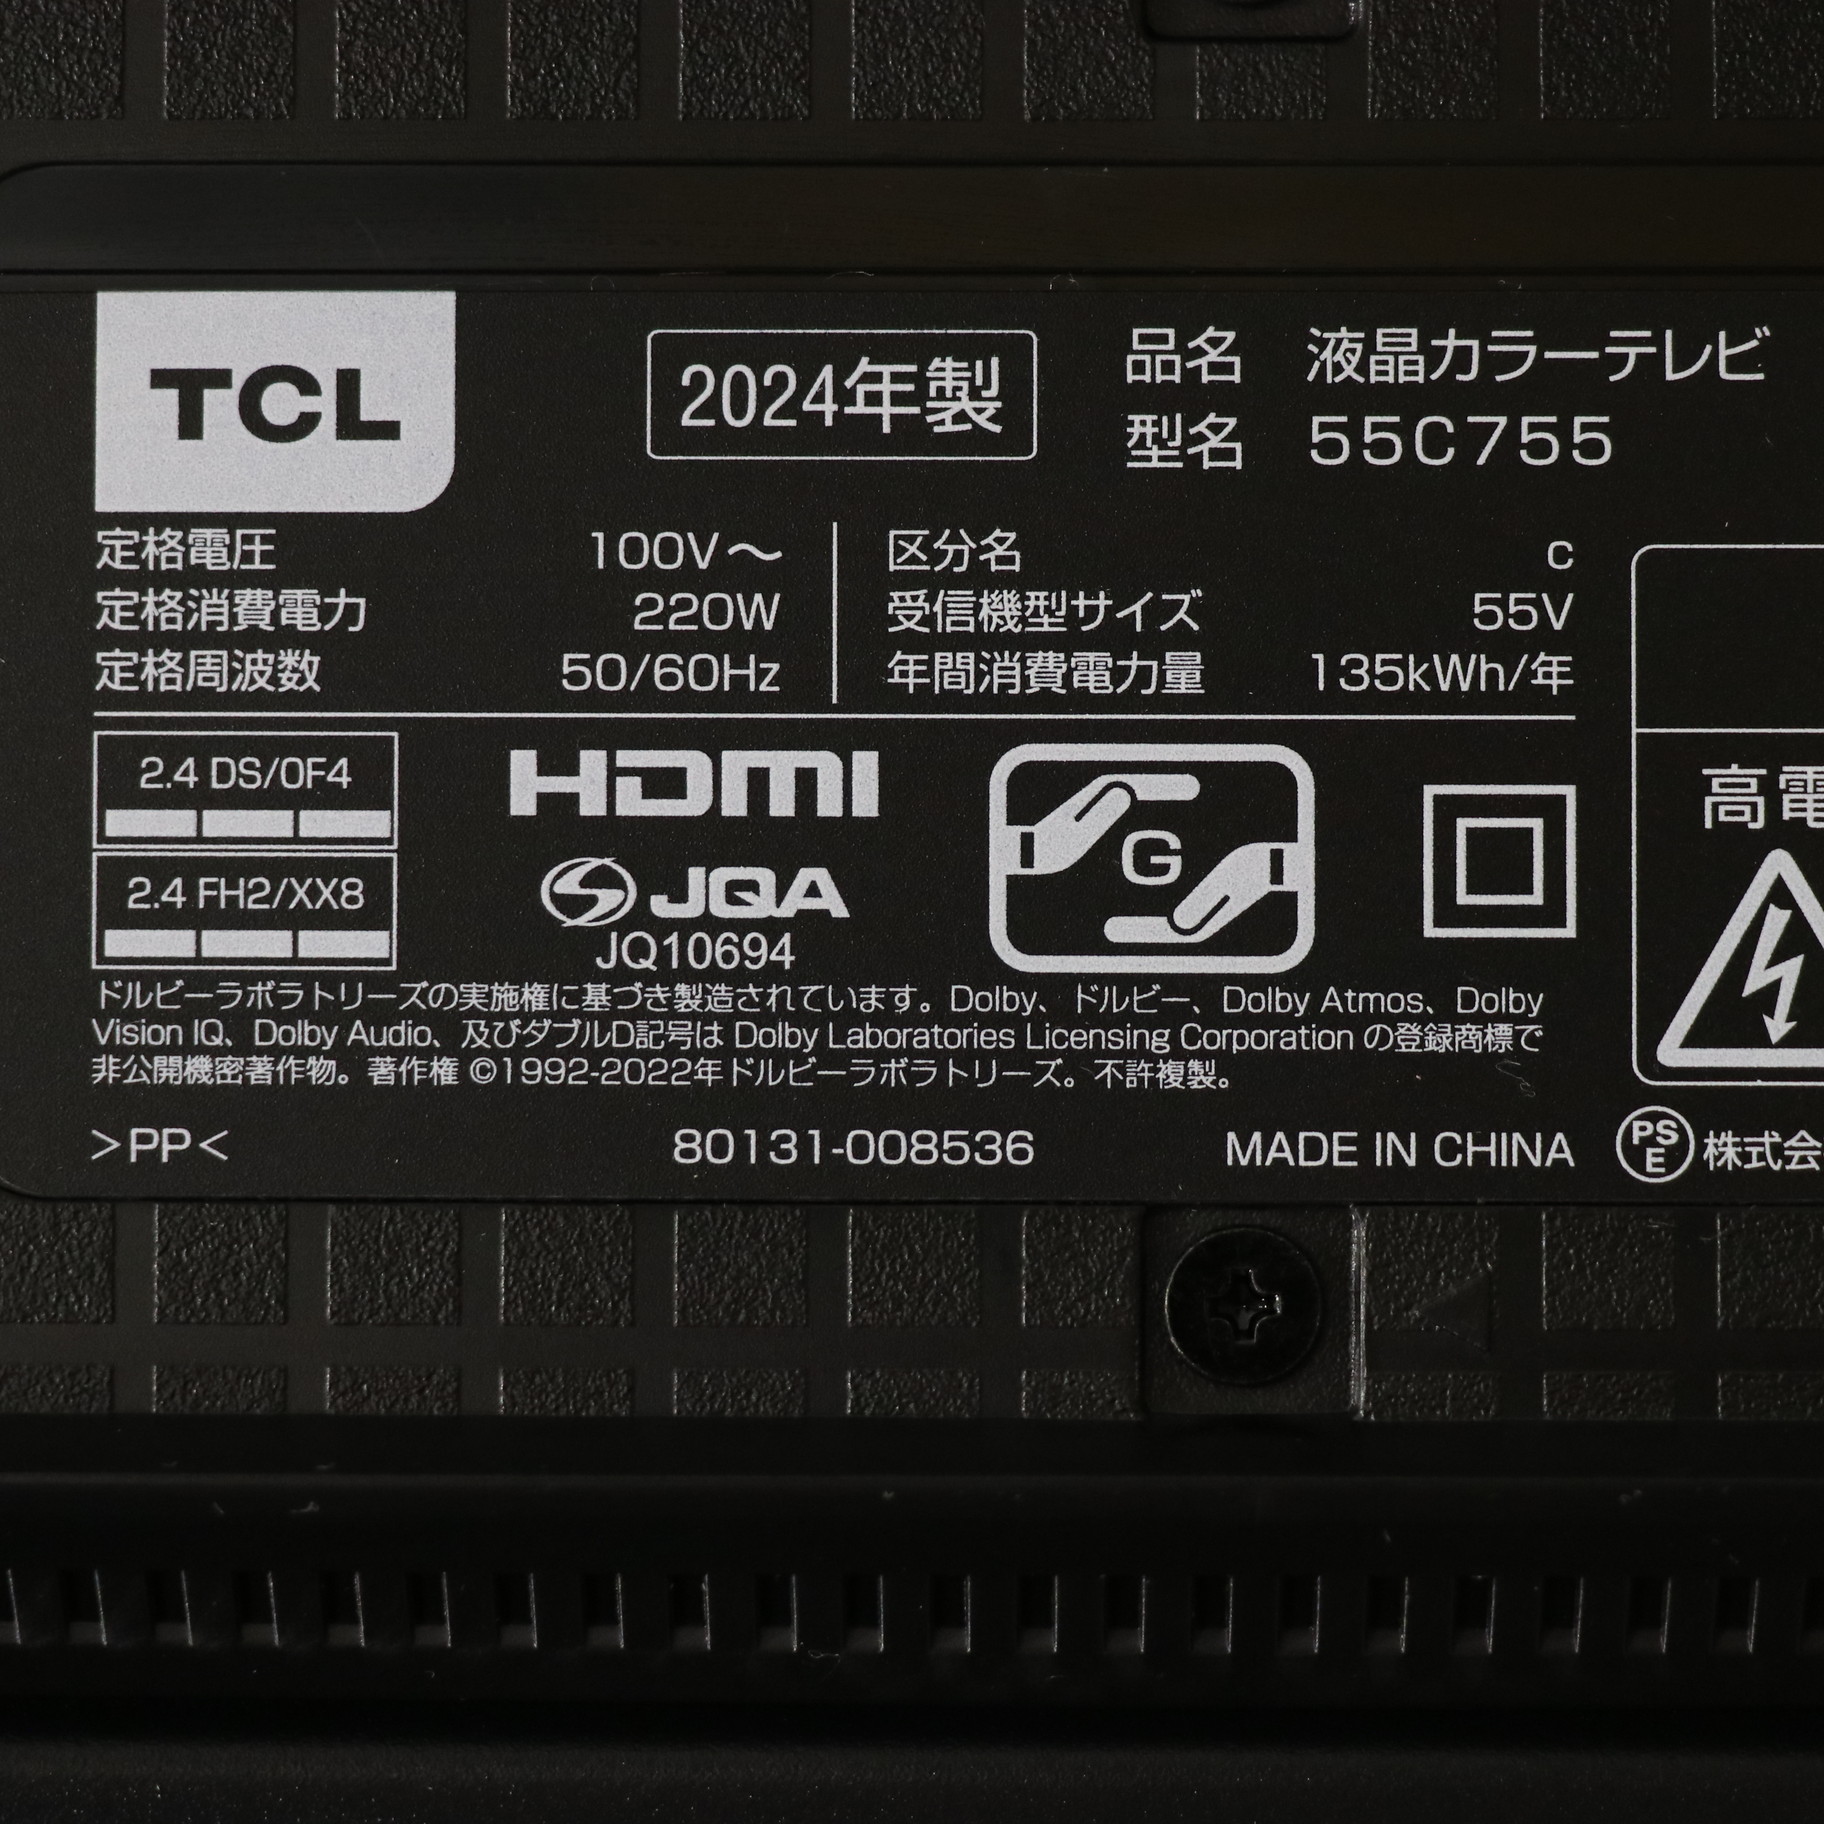 TCL
2024年製
品名 液晶カラーテレビ
型名 55C755
定格電圧 100V～
定格消費電力 220W
定格周波数 50/60Hz
区分名 C
受信機型サイズ 55V
年間消費電力量 135kWh/年
2.4 DS/OF4
2.4 FH2/XX8
HDMI
JQA
JQ10694
G
高電
ドルビーラボラトリーズの実施権に基づき製造されています。Dolby、ドルビー、Dolby Atmos、Dolby
Vision IQ、Dolby Audio、及びダブルD記号は Dolby Laboratories Licensing Corporation の登録商標で
非公開機密著作物。著作権 ©1992-2022年ドルビーラボラトリーズ。不許複製。
>PP< 80131-008536 MADE IN CHINA
PSE 株式会